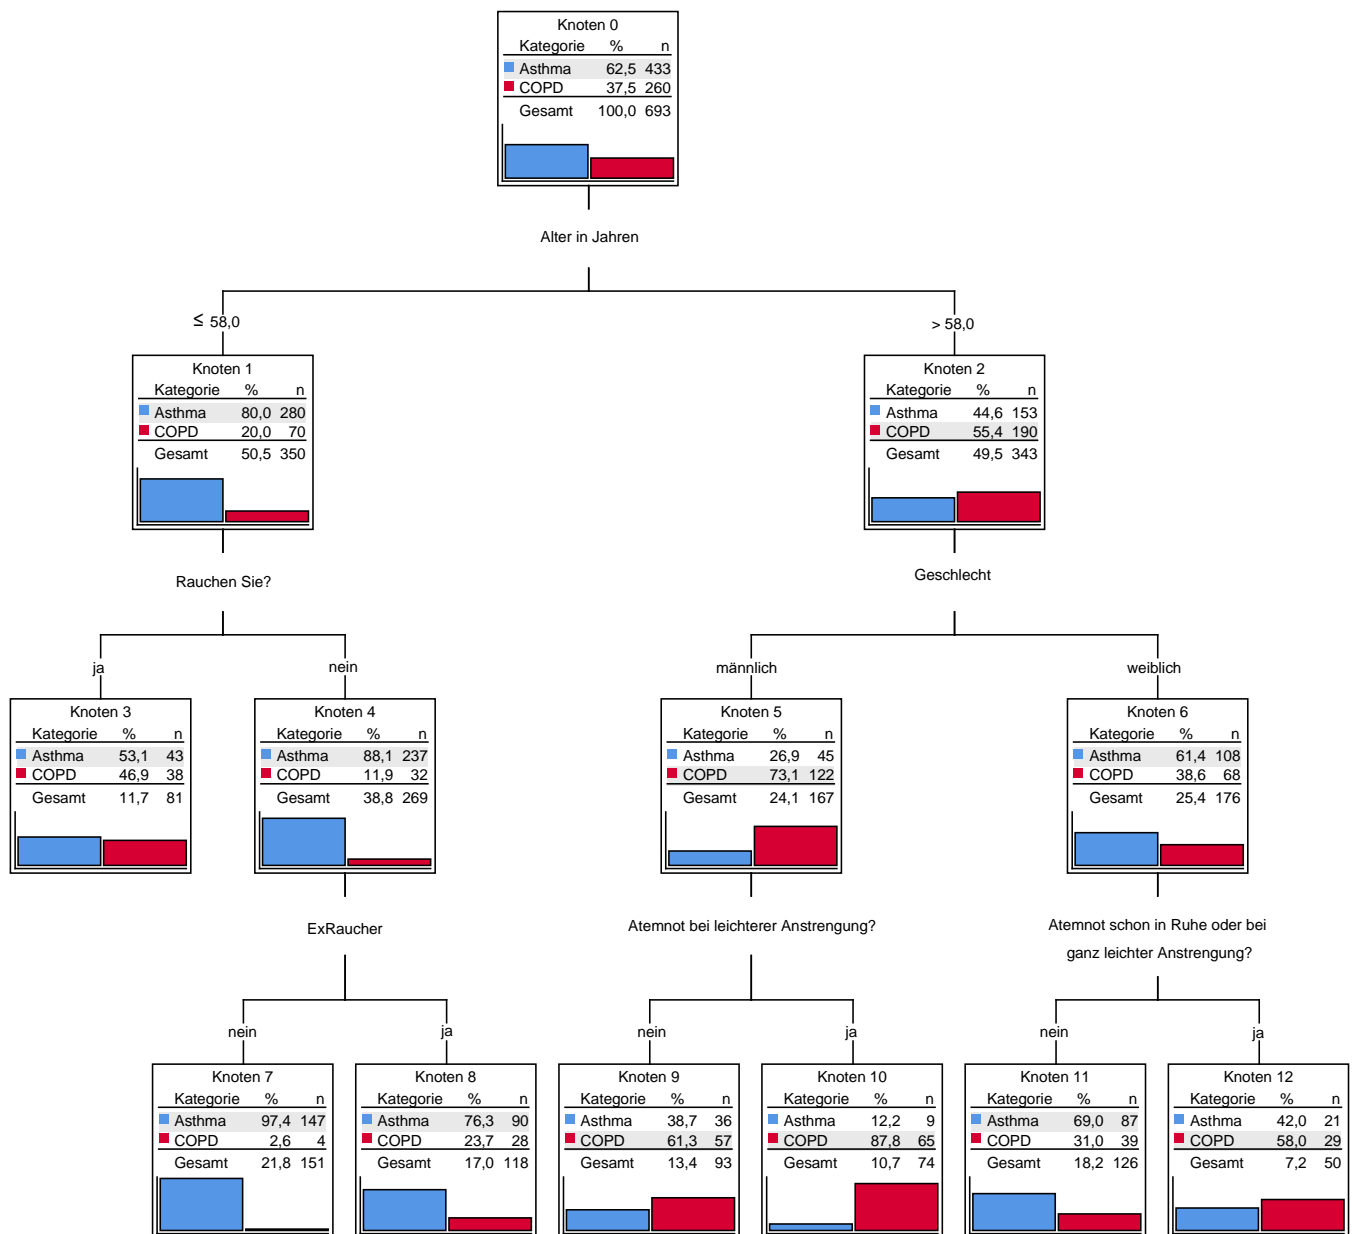 Knoten 0
Kategorie % n
Asthma 62,5 433
COPD 37,5 260
Gesamt 100,0 693
Alter in Jahren
≤ 58,0
> 58,0
Knoten 1
Kategorie % n
Asthma 80,0 280
COPD 20,0 70
Gesamt 50,5 350
Knoten 2
Kategorie % n
Asthma 44,6 153
COPD 55,4 190
Gesamt 49,5 343
Rauchen Sie?
Geschlecht
ja
nein
männlich
weiblich
Knoten 3
Kategorie % n
Asthma 53,1 43
COPD 46,9 38
Gesamt 11,7 81
Knoten 4
Kategorie % n
Asthma 88,1 237
COPD 11,9 32
Gesamt 38,8 269
Knoten 5
Kategorie % n
Asthma 26,9 45
COPD 73,1 122
Gesamt 24,1 167
Knoten 6
Kategorie % n
Asthma 61,4 108
COPD 38,6 68
Gesamt 25,4 176
ExRaucher
Atemnot bei leichterer Anstrengung?
Atemnot schon in Ruhe oder bei
ganz leichter Anstrengung?
nein
ja
nein
ja
nein
ja
Knoten 7
Kategorie % n
Asthma 97,4 147
COPD 2,6 4
Gesamt 21,8 151
Knoten 8
Kategorie % n
Asthma 76,3 90
COPD 23,7 28
Gesamt 17,0 118
Knoten 9
Kategorie % n
Asthma 38,7 36
COPD 61,3 57
Gesamt 13,4 93
Knoten 10
Kategorie % n
Asthma 12,2 9
COPD 87,8 65
Gesamt 10,7 74
Knoten 11
Kategorie % n
Asthma 69,0 87
COPD 31,0 39
Gesamt 18,2 126
Knoten 12
Kategorie % n
Asthma 42,0 21
COPD 58,0 29
Gesamt 7,2 50